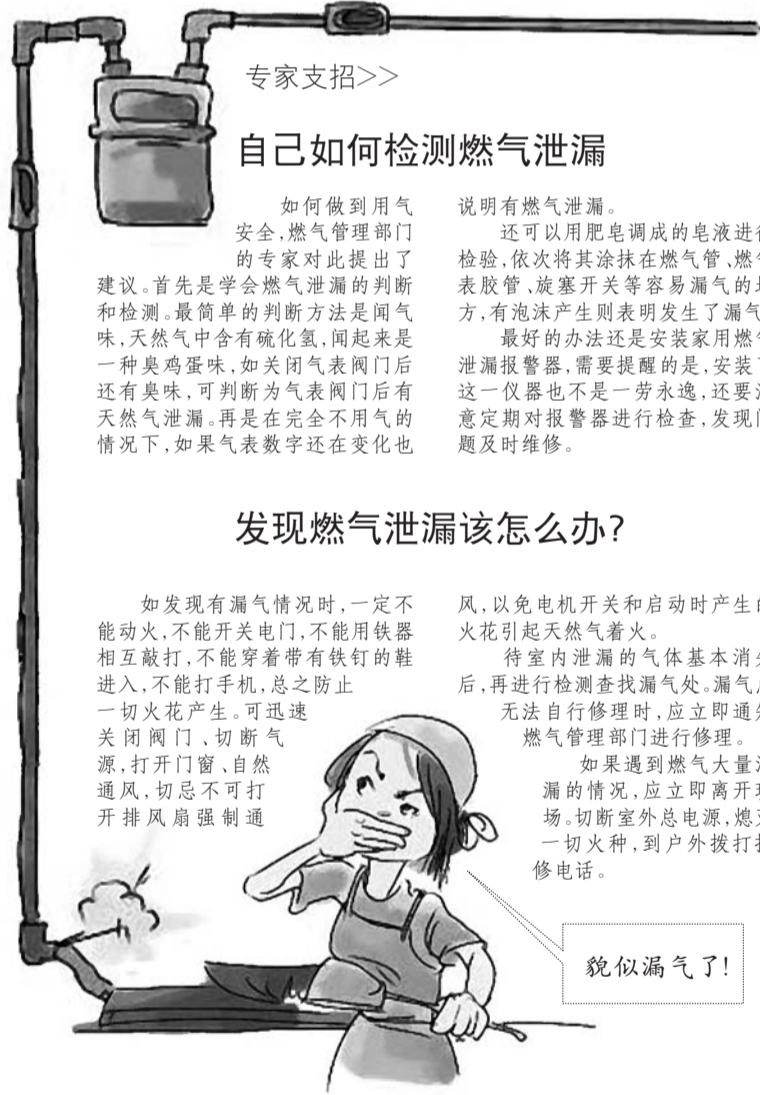 专家支招>>
自己如何检测燃气泄漏
如何做到用气
安全,燃气管理部门
的专家对此提出了
建议。首先是学会燃气泄漏的判断
和检测。最简单的判断方法是闻气
味,天然气中含有硫化氢,闻起来是
一种臭鸡蛋味,如关闭气表阀门后
还有臭味,可判断为气表阀门后有
天然气泄漏。再是在完全不用气的
情况下,如果气表数字还在变化也
说明有燃气泄漏。
还可以用肥皂调成的皂液进行
检验,依次将其涂抹在燃气管、燃气
表胶管、旋塞开关等容易漏气的地
方,有泡沫产生则表明发生了漏气
最好的办法还是安装家用燃气
泄漏报警器,需要提醒的是,安装了
这一仪器也不是一劳永逸,还要注
意定期对报警器进行检查,发现问
题及时维修。
发现燃气泄漏该怎么办?
如发现有漏气情况时,一定不
能动火,不能开关电门,不能用铁器
相互敲打,不能穿着带有铁钉的鞋
进入,不能打手机,总之防止
一切火花产生。可迅速
关闭阀门、切断气
源,打开门窗、自然
通风,切忌不可打
开排风扇强制通
风,以免电机开关和启动时产生的
火花引起天然气着火。
待室内泄漏的气体基本消失
后,再进行检测查找漏气处。漏气后
无法自行修理时,应立即通知
燃气管理部门进行修理。
如果遇到燃气大量泄
漏的情况,应立即离开现
场。切断室外总电源,熄灭
一切火种,到户外拨打抢
修电话。
貌似漏气了!